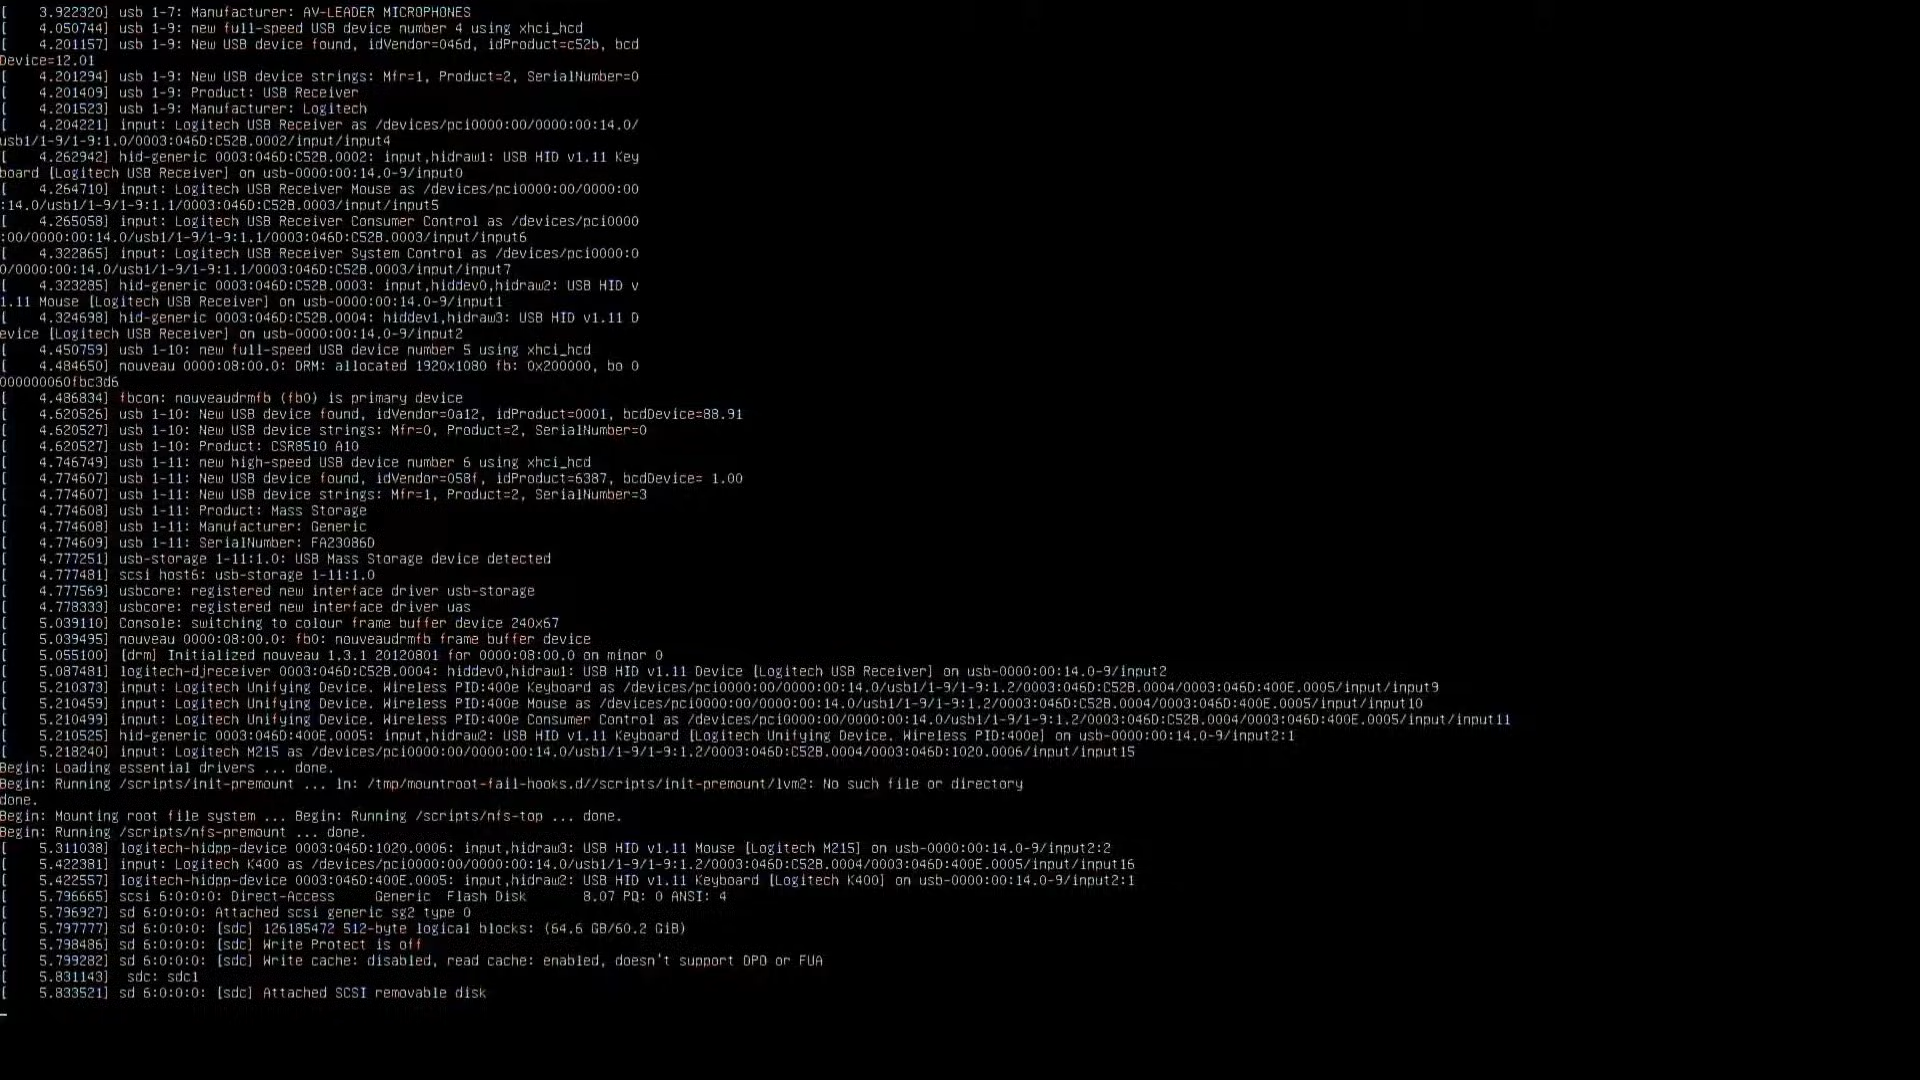 [    3.922320] usb 1-7: Manufacturer: AV-LEADER MICROPHONES
[    4.050744] usb 1-9: new full-speed USB device number 4 using xhci_hcd
[    4.201157] usb 1-9: New USB device found, idVendor=046d, idProduct=c52b, bcd
Device=12.01
[    4.201294] usb 1-9: New USB device strings: Mfr=1, Product=2, SerialNumber=0
[    4.201409] usb 1-9: Product: USB Receiver
[    4.201523] usb 1-9: Manufacturer: Logitech
[    4.204221] input: Logitech USB Receiver as /devices/pci0000:00/0000:00:14.0/
usb1/1-9/1-9:1.0/0003:046D:C52B.0002/input/input4
[    4.262942] hid-generic 0003:046D:C52B.0002: input,hidraw1: USB HID v1.11 Key
board [Logitech USB Receiver] on usb-0000:00:14.0-9/input0
[    4.264710] input: Logitech USB Receiver Mouse as /devices/pci0000:00/0000:00
:14.0/usb1/1-9/1-9:1.1/0003:046D:C52B.0003/input/input5
[    4.265058] input: Logitech USB Receiver Consumer Control as /devices/pci0000
:00/0000:00:14.0/usb1/1-9/1-9:1.1/0003:046D:C52B.0003/input/input6
[    4.322865] input: Logitech USB Receiver System Control as /devices/pci0000:0
0/0000:00:14.0/usb1/1-9/1-9:1.1/0003:046D:C52B.0003/input/input7
[    4.323285] hid-generic 0003:046D:C52B.0003: input,hiddev0,hidraw2: USB HID v
1.11 Mouse [Logitech USB Receiver] on usb-0000:00:14.0-9/input1
[    4.324698] hid-generic 0003:046D:C52B.0004: hiddev1,hidraw3: USB HID v1.11 D
evice [Logitech USB Receiver] on usb-0000:00:14.0-9/input2
[    4.450759] usb 1-10: new full-speed USB device number 5 using xhci_hcd
[    4.484650] nouveau 0000:08:00.0: DRM: allocated 1920x1080 fb: 0x200000, bo 0
000000060fbc3d6
[    4.486834] fbcon: nouveaudrmfb (fb0) is primary device
[    4.620526] usb 1-10: New USB device found, idVendor=0a12, idProduct=0001, bcdDevice=88.91
[    4.620527] usb 1-10: New USB device strings: Mfr=0, Product=2, SerialNumber=0
[    4.620527] usb 1-10: Product: CSR8510 A10
[    4.746749] usb 1-11: new high-speed USB device number 6 using xhci_hcd
[    4.774607] usb 1-11: New USB device found, idVendor=058f, idProduct=6387, bcdDevice= 1.00
[    4.774607] usb 1-11: New USB device strings: Mfr=1, Product=2, SerialNumber=3
[    4.774608] usb 1-11: Product: Mass Storage
[    4.774608] usb 1-11: Manufacturer: Generic
[    4.774609] usb 1-11: SerialNumber: FA23086D
[    4.777251] usb-storage 1-11:1.0: USB Mass Storage device detected
[    4.777481] scsi host6: usb-storage 1-11:1.0
[    4.777569] usbcore: registered new interface driver usb-storage
[    4.778333] usbcore: registered new interface driver uas
[    5.039110] Console: switching to colour frame buffer device 240x67
[    5.039495] nouveau 0000:08:00.0: fb0: nouveaudrmfb frame buffer device
[    5.055100] [drm] Initialized nouveau 1.3.1 20120801 for 0000:08:00.0 on minor 0
[    5.087481] logitech-djreceiver 0003:046D:C52B.0004: hiddev0,hidraw1: USB HID v1.11 Device [Logitech USB Receiver] on usb-0000:00:14.0-9/input2
[    5.210373] input: Logitech Unifying Device. Wireless PID:400e Keyboard as /devices/pci0000:00/0000:00:14.0/usb1/1-9/1-9:1.2/0003:046D:C52B.0004/0003:046D:400E.0005/input/input9
[    5.210459] input: Logitech Unifying Device. Wireless PID:400e Mouse as /devices/pci0000:00/0000:00:14.0/usb1/1-9/1-9:1.2/0003:046D:C52B.0004/0003:046D:400E.0005/input/input10
[    5.210499] input: Logitech Unifying Device. Wireless PID:400e Consumer Control as /devices/pci0000:00/0000:00:14.0/usb1/1-9/1-9:1.2/0003:046D:C52B.0004/0003:046D:400E.0005/input/input11
[    5.210525] hid-generic 0003:046D:400E.0005: input,hidraw2: USB HID v1.11 Keyboard [Logitech Unifying Device. Wireless PID:400e] on usb-0000:00:14.0-9/input2:1
[    5.218240] input: Logitech M215 as /devices/pci0000:00/0000:00:14.0/usb1/1-9/1-9:1.2/0003:046D:C52B.0004/0003:046D:1020.0006/input/input15
Begin: Loading essential drivers ... done.
Begin: Running /scripts/init-premount ... ln: /tmp/mountroot-fail-hooks.d//scripts/init-premount/lvm2: No such file or directory
done.
Begin: Mounting root file system ... Begin: Running /scripts/nfs-top ... done.
Begin: Running /scripts/nfs-premount ... done.
[    5.311038] logitech-hidpp-device 0003:046D:1020.0006: input,hidraw3: USB HID v1.11 Mouse [Logitech M215] on usb-0000:00:14.0-9/input2:2
[    5.422381] input: Logitech K400 as /devices/pci0000:00/0000:00:14.0/usb1/1-9/1-9:1.2/0003:046D:C52B.0004/0003:046D:400E.0005/input/input16
[    5.422557] logitech-hidpp-device 0003:046D:400E.0005: input,hidraw2: USB HID v1.11 Keyboard [Logitech K400] on usb-0000:00:14.0-9/input2:1
[    5.796665] scsi 6:0:0:0: Direct-Access     Generic  Flash Disk       8.07 PQ: 0 ANSI: 4
[    5.796927] sd 6:0:0:0: Attached scsi generic sg2 type 0
[    5.797777] sd 6:0:0:0: [sdc] 126185472 512-byte logical blocks: (64.6 GB/60.2 GiB)
[    5.798486] sd 6:0:0:0: [sdc] Write Protect is off
[    5.799282] sd 6:0:0:0: [sdc] Write cache: disabled, read cache: enabled, doesn't support DPO or FUA
[    5.831143]  sdc: sdc1
[    5.833521] sd 6:0:0:0: [sdc] Attached SCSI removable disk
_